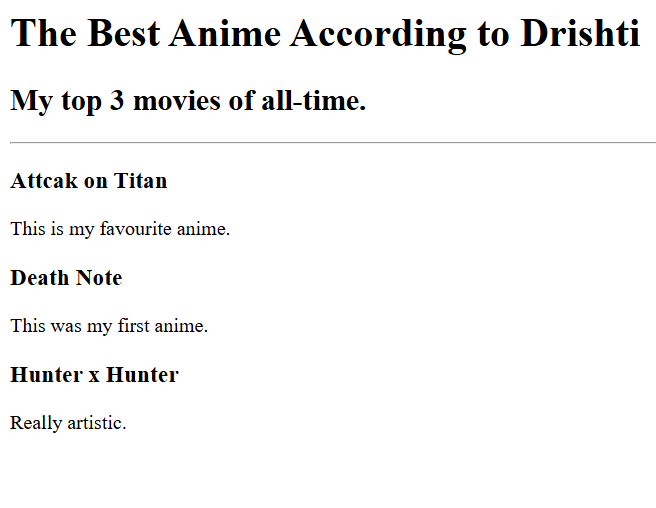 The Best Anime According to Drishti
My top 3 movies of all-time.
Attcak on Titan
This is my favourite anime.
Death Note
This was my first anime.
Hunter x Hunter
Really artistic.